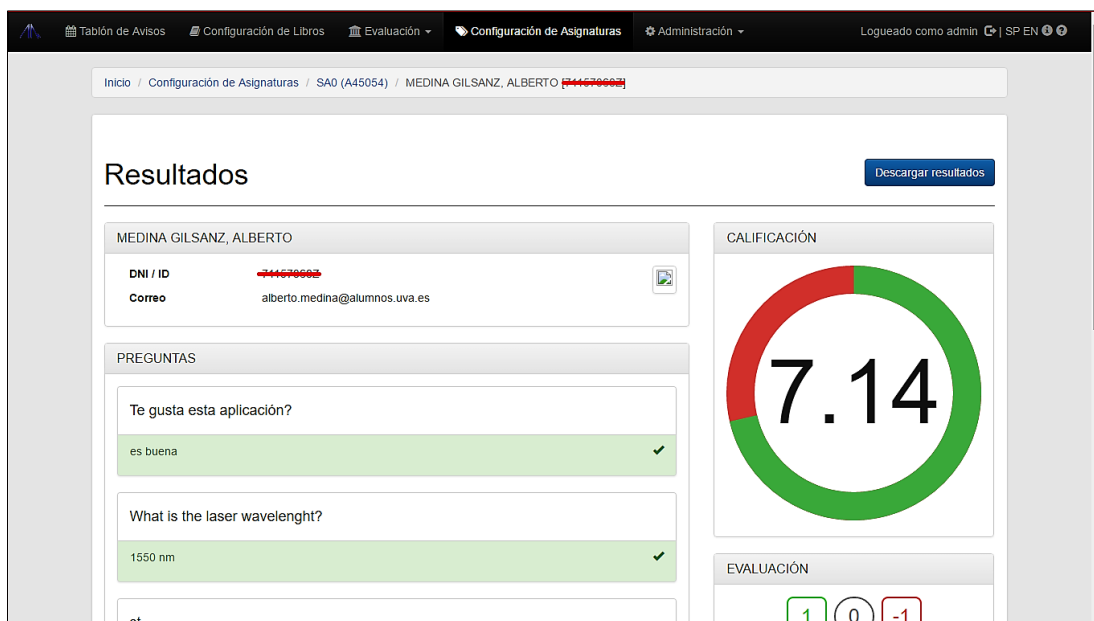 Tablón de Avisos Configuración de Libros Evaluación Configuración de Asignaturas Administración Logueado como admin | SP EN
Inicio / Configuración de Asignaturas / SA0 (A45054) / MEDINA GILSANZ, ALBERTO
Resultados
Descargar resultados
MEDINA GILSANZ, ALBERTO
DNI / ID
Correo alberto.medina@alumnos.uva.es
PREGUNTAS
Te gusta esta aplicación?
es buena
What is the laser wavelenght?
1550 nm
CALIFICACIÓN
7.14
EVALUACIÓN
1 0 -1